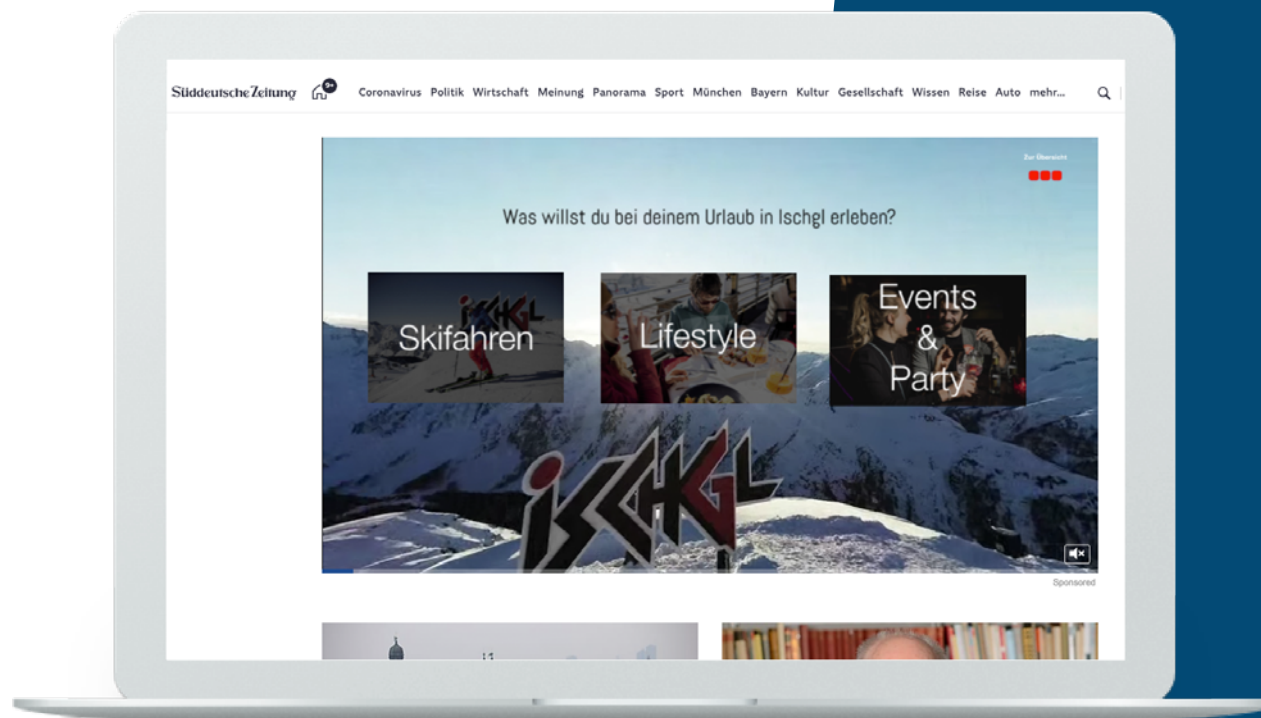 Süddeutsche Zeitung 9+ Coronavirus Politik Wirtschaft Meinung Panorama Sport München Bayern Kultur Gesellschaft Wissen Reise Auto mehr...
Zur Übersicht
Was willst du bei deinem Urlaub in Ischgl erleben?
ISCHGL
Skifahren
Lifestyle
Events
&
Party
iSCHGL
Sponsored